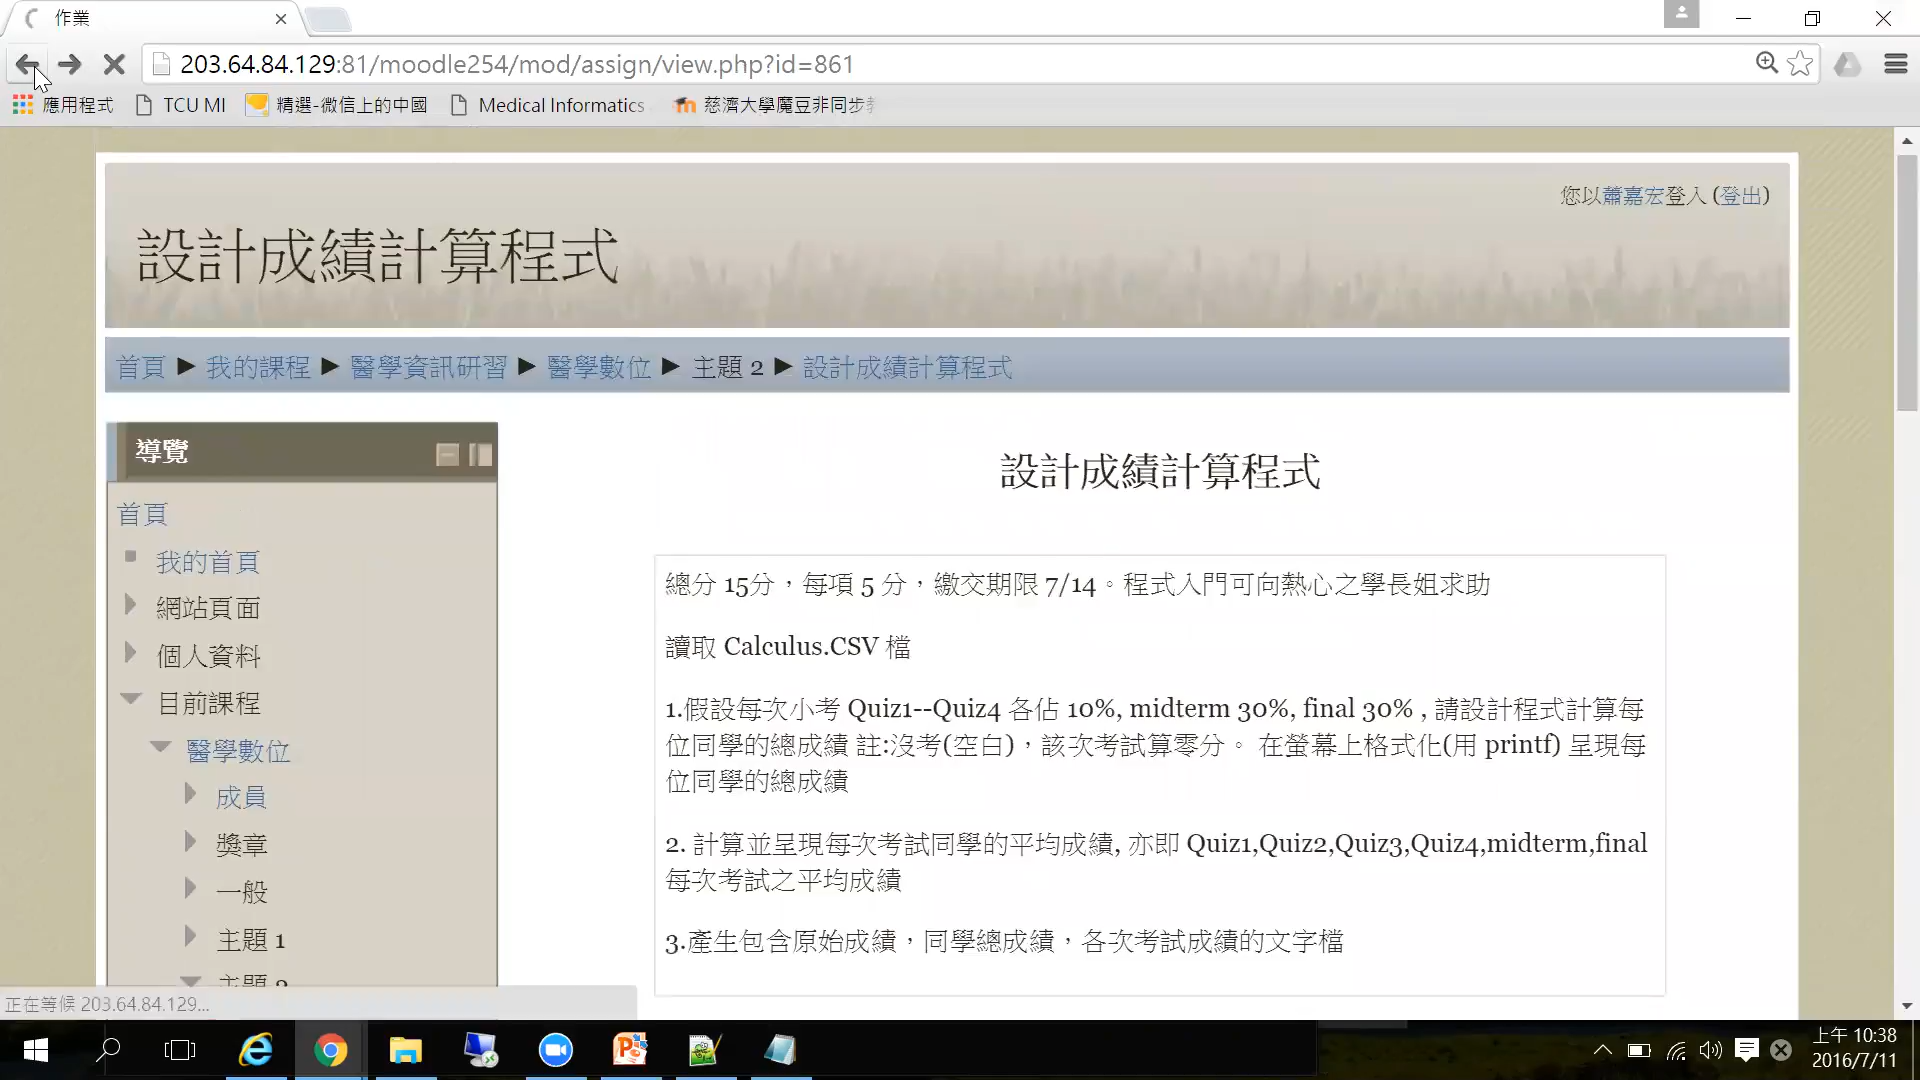 作業
203.64.84.129:81/moodle254/mod/assign/view.php?id=861
應用程式 TCU MI 精選-微信上的中國 Medical Informatics 慈濟大學魔豆非同步
您以蕭嘉宏登入 (登出)
設計成績計算程式
首頁 ▶ 我的課程 ▶ 醫學資訊研習 ▶ 醫學數位 ▶ 主題 2 ▶ 設計成績計算程式
導覽
首頁
我的首頁
網站頁面
個人資料
目前課程
醫學數位
成員
獎章
一般
主題 1
主題 2
設計成績計算程式
總分 15分，每項 5 分，繳交期限 7/14。程式入門可向熱心之學長姐求助
讀取 Calculus.CSV 檔
1.假設每次小考 Quiz1--Quiz4 各佔 10%, midterm 30%, final 30% , 請設計程式計算每
位同學的總成績 註:沒考(空白)，該次考試算零分。 在螢幕上格式化(用 printf) 呈現每
位同學的總成績
2. 計算並呈現每次考試同學的平均成績, 亦即 Quiz1,Quiz2,Quiz3,Quiz4,midterm,final
每次考試之平均成績
3.產生包含原始成績，同學總成績，各次考試成績的文字檔
正在等候 203.64.84.129...
上午 10:38
2016/7/11